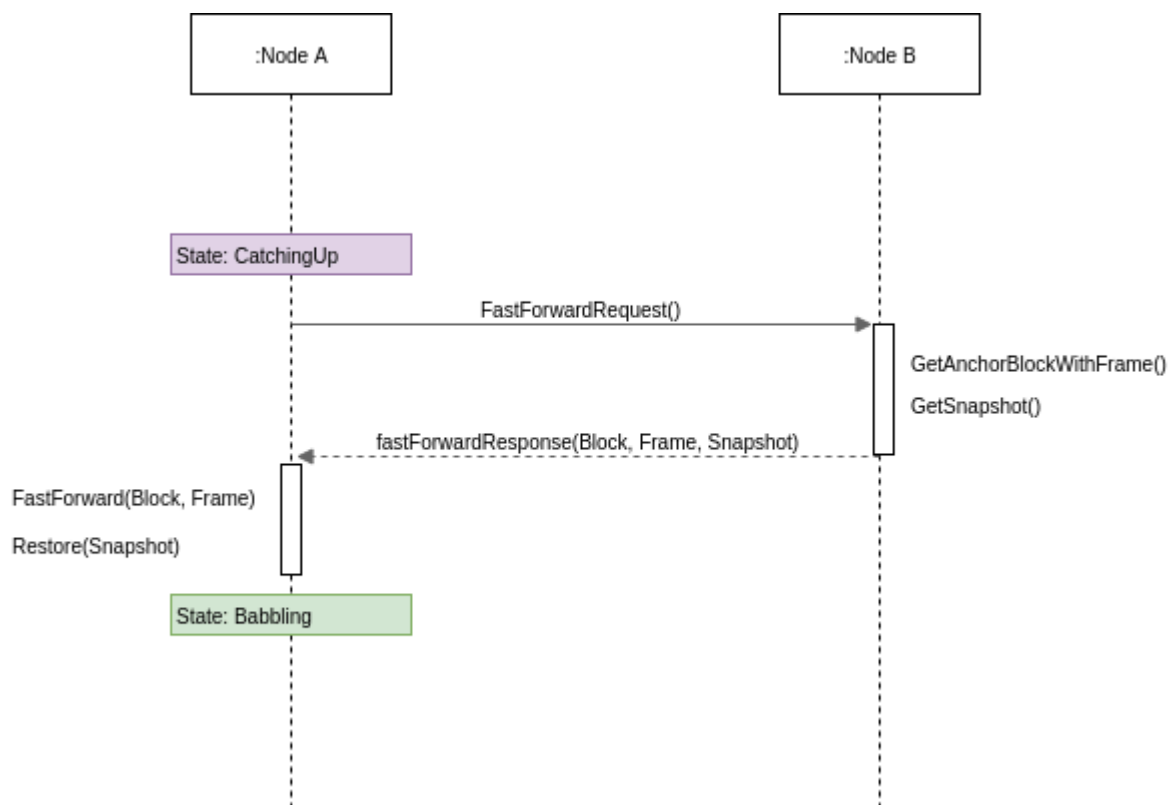 :Node A
:Node B
State: CatchingUp
FastForwardRequest()
GetAnchorBlockWithFrame()
GetSnapshot()
fastForwardResponse(Block, Frame, Snapshot)
FastForward(Block, Frame)
Restore(Snapshot)
State: Babbling